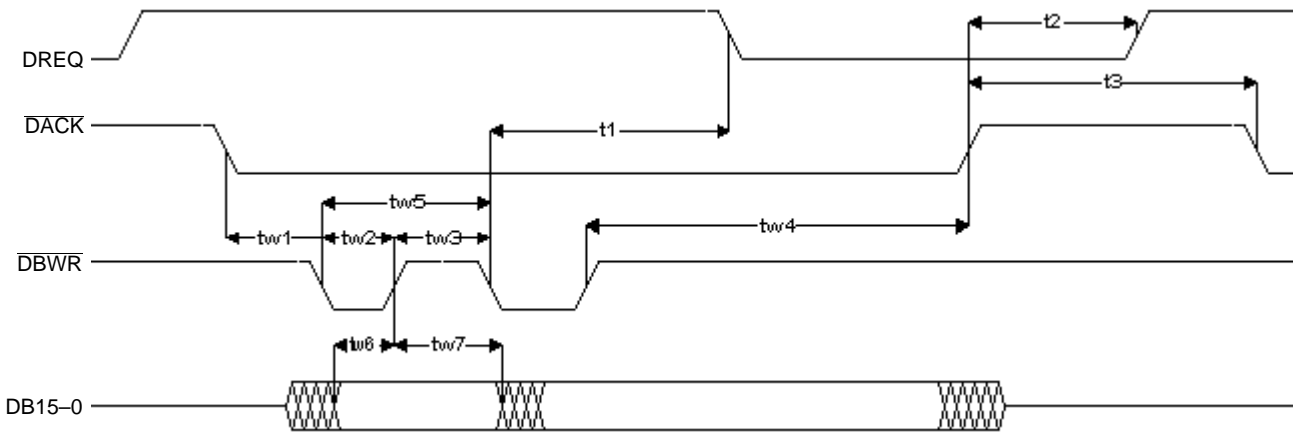 t2
DREQ
t3
DACK
t1
tw5
tw1 tw2 tw3 tw4
DBWR
tw6 tw7
DB15–0